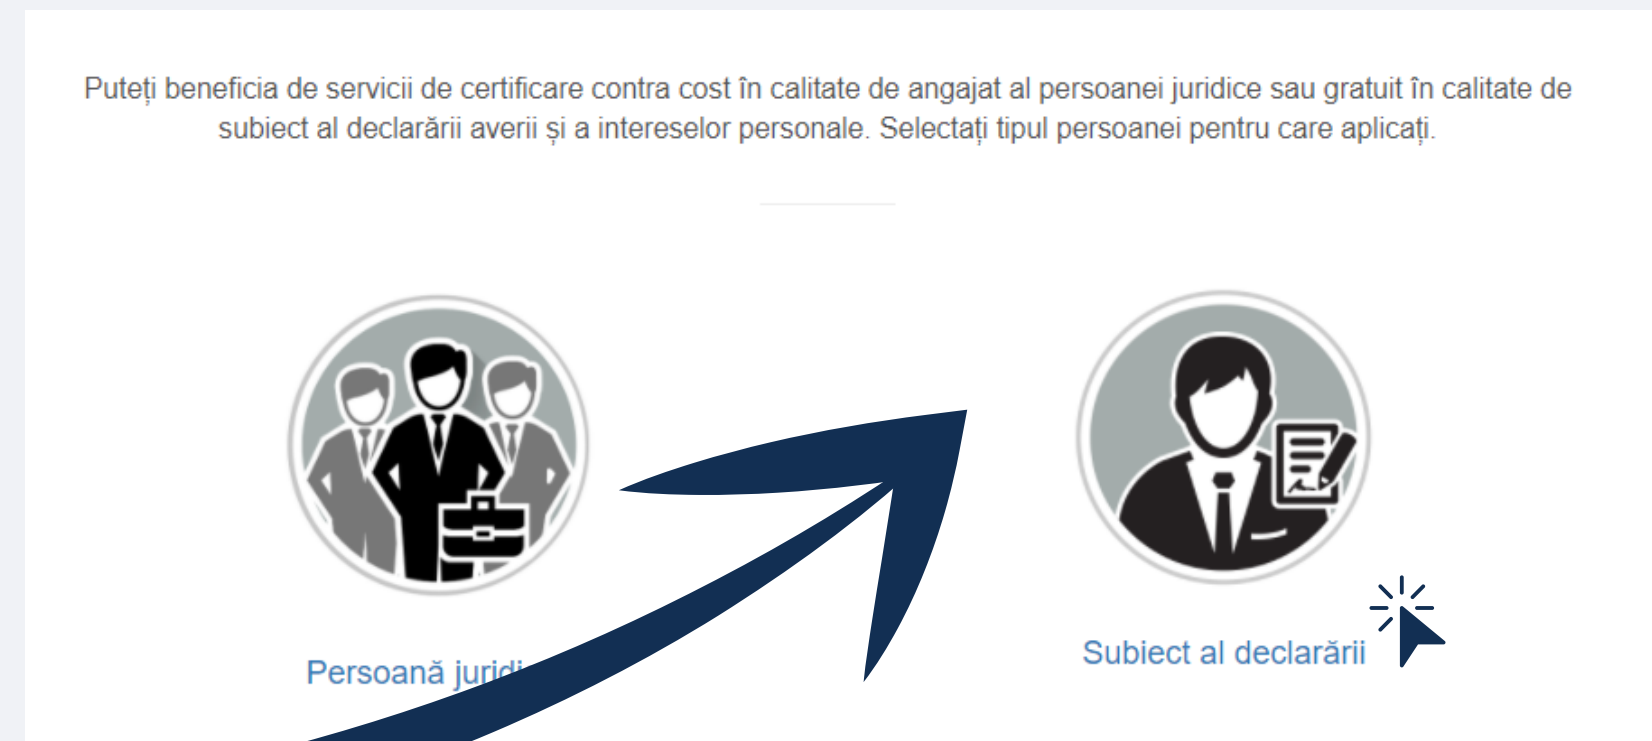 Puteți beneficia de servicii de certificare contra cost în calitate de angajat al persoanei juridice sau gratuit în calitate de
subiect al declarării averii și a intereselor personale. Selectați tipul persoanei pentru care aplicați.
Persoană
Subiect al declarării